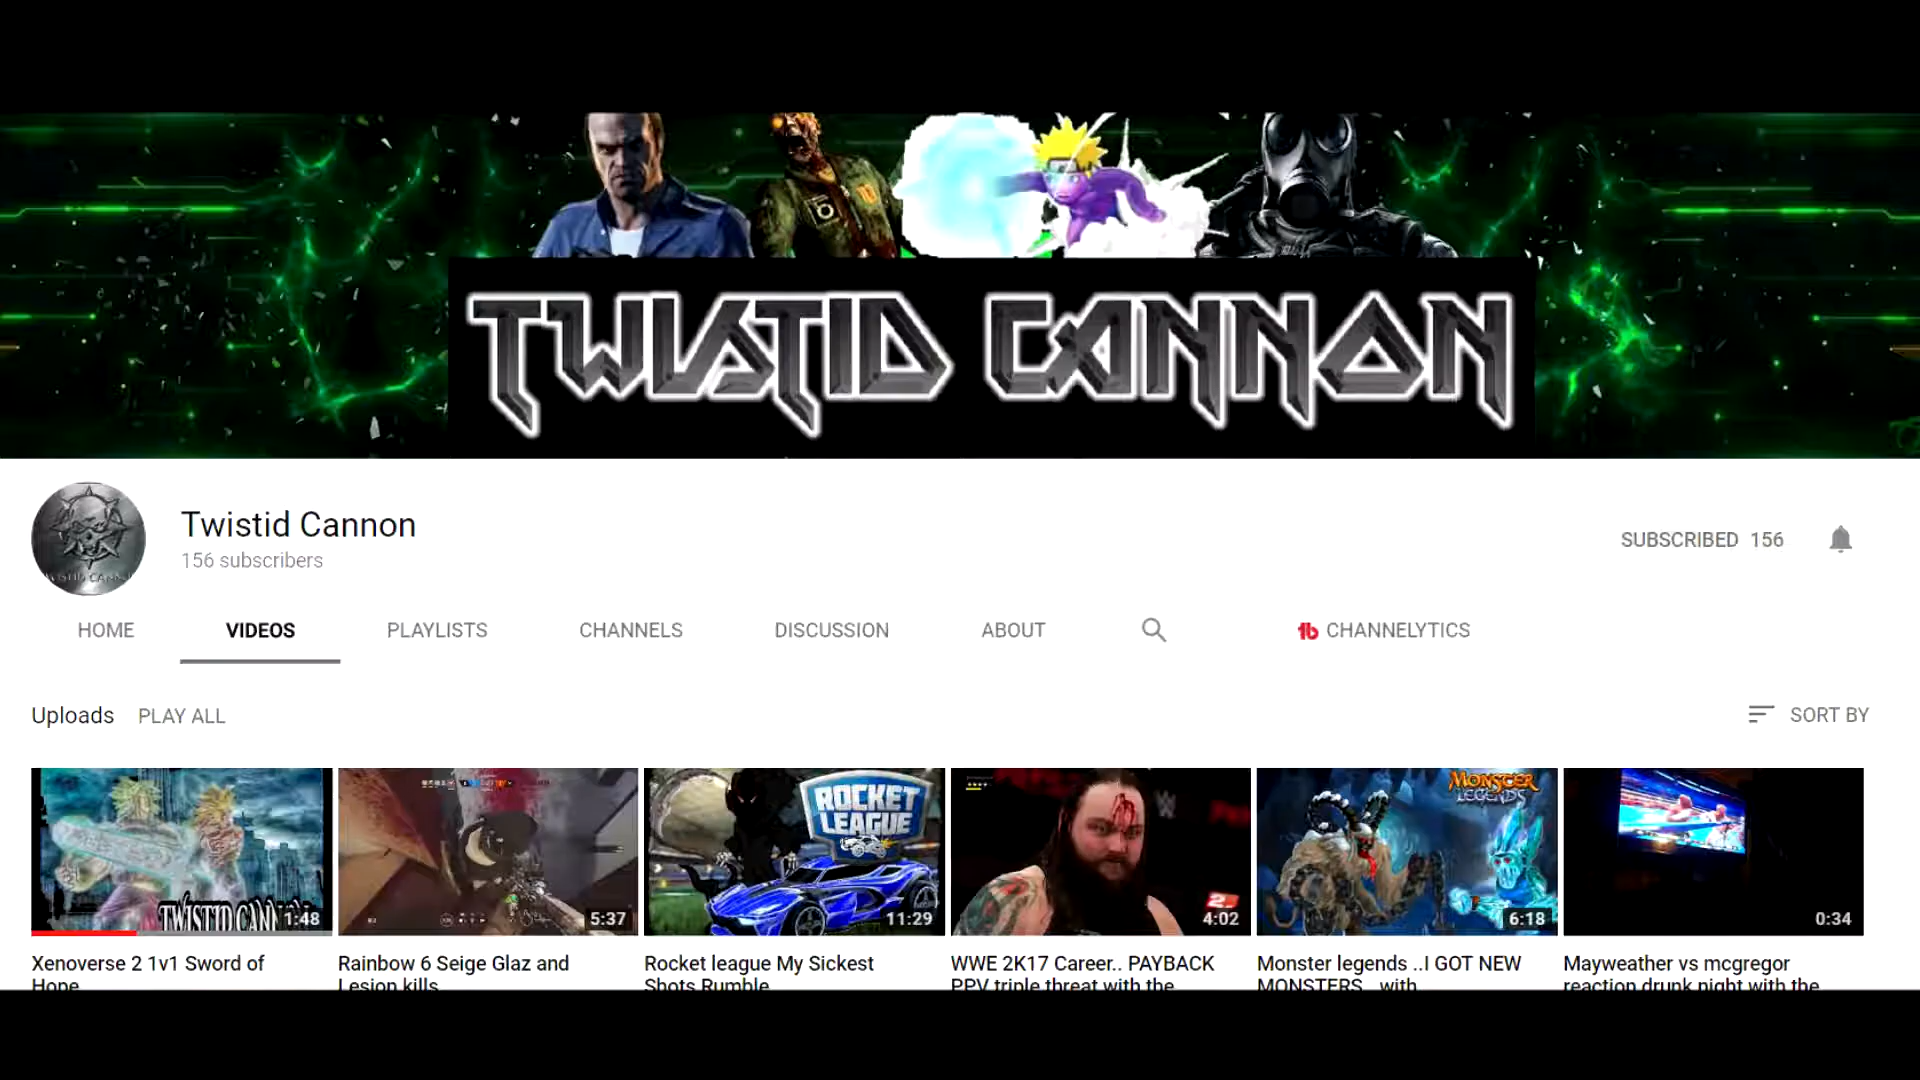 TWISTID CANNON
Twistid Cannon
156 subscribers
SUBSCRIBED 156
HOME
VIDEOS
PLAYLISTS
CHANNELS
DISCUSSION
ABOUT
CHANNELYTICS
Uploads
PLAY ALL
SORT BY
TWISTID CANN
1:48
5:37
ROCKET
LEAGUE
11:29
4:02
MONSTER
LEGENDS
6:18
0:34
Xenoverse 2 1v1 Sword of
Hope
Rainbow 6 Seige Glaz and
Lesion kills
Rocket league My Sickest
Shots Rumble
WWE 2K17 Career.. PAYBACK
PPV triple threat with the
Monster legends ..I GOT NEW
MONSTERS with
Mayweather vs mcgregor
reaction drunk night with the